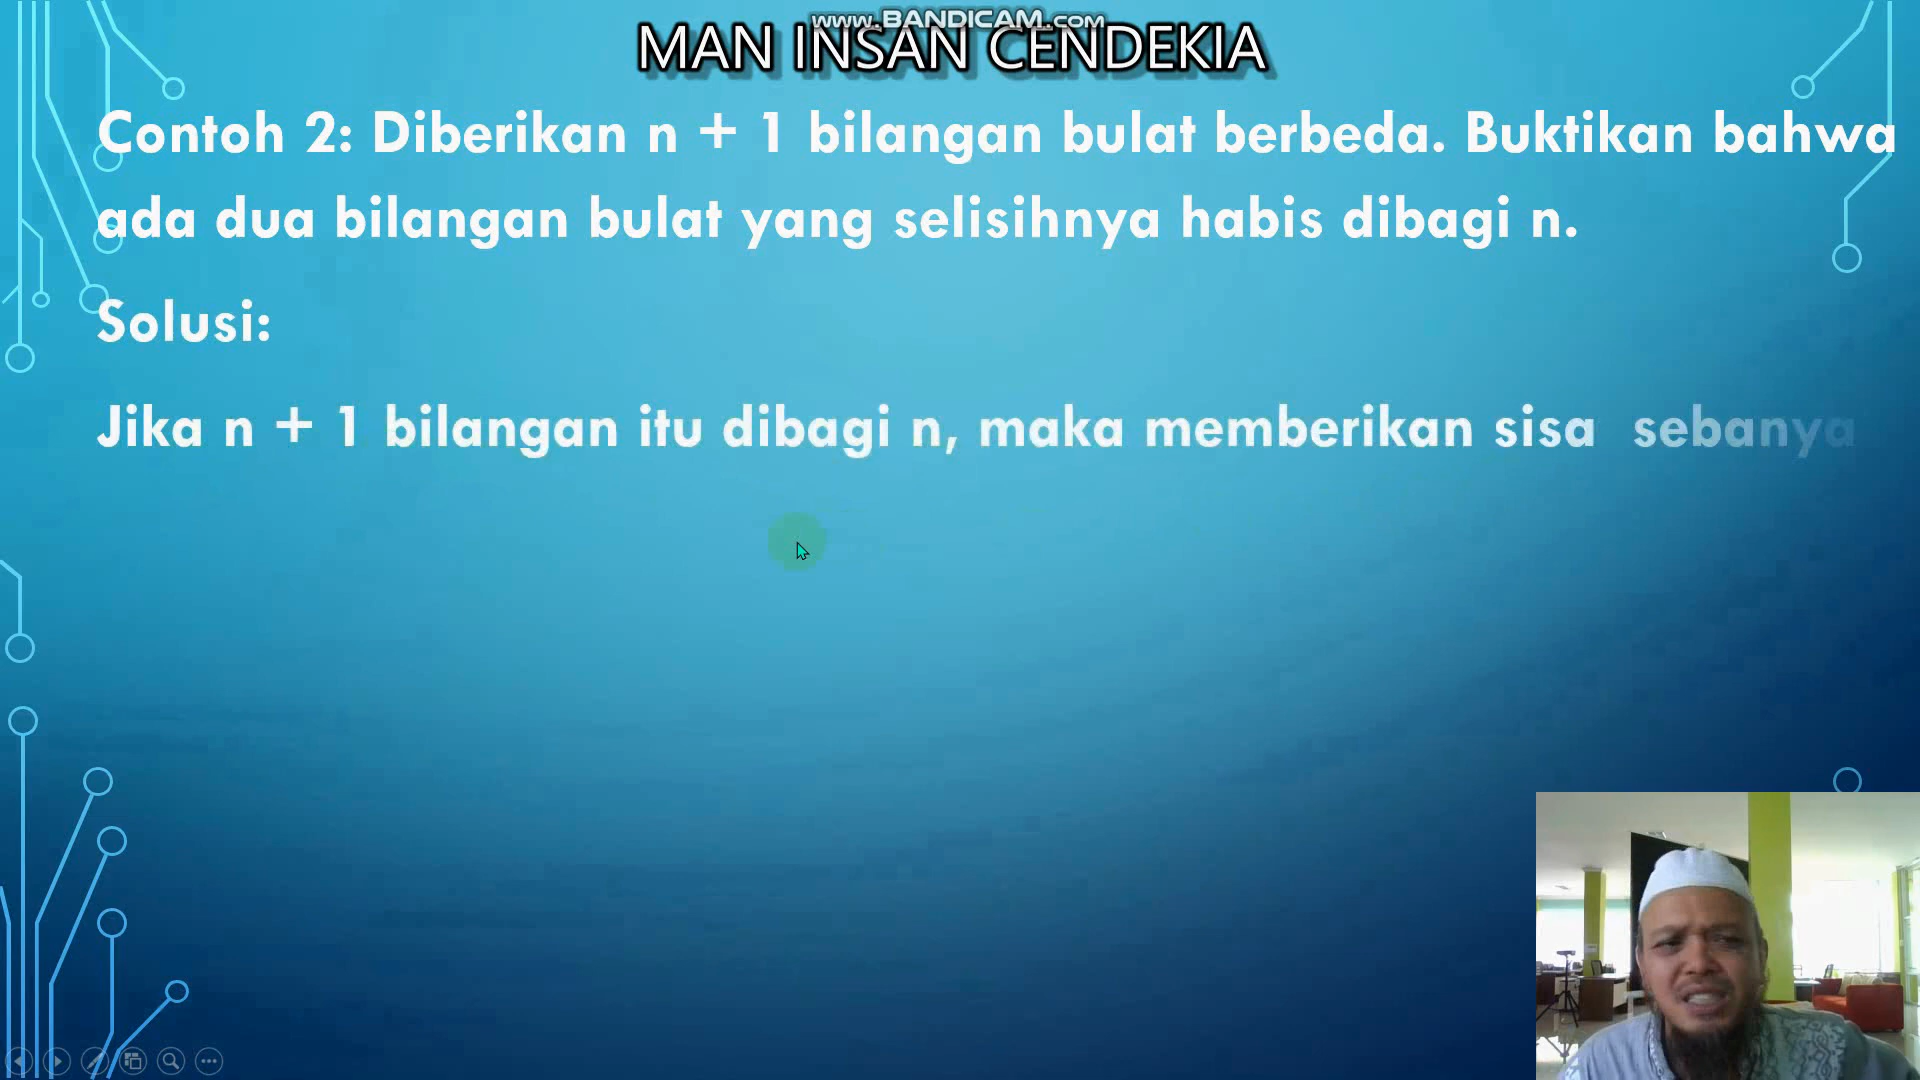 www.BANDICAM.com
MAN INSAN CENDEKIA
Contoh 2: Diberikan n + 1 bilangan bulat berbeda. Buktikan bahwa
ada dua bilangan bulat yang selisihnya habis dibagi n.
Solusi:
Jika n + 1 bilangan itu dibagi n, maka memberikan sisa sebanya